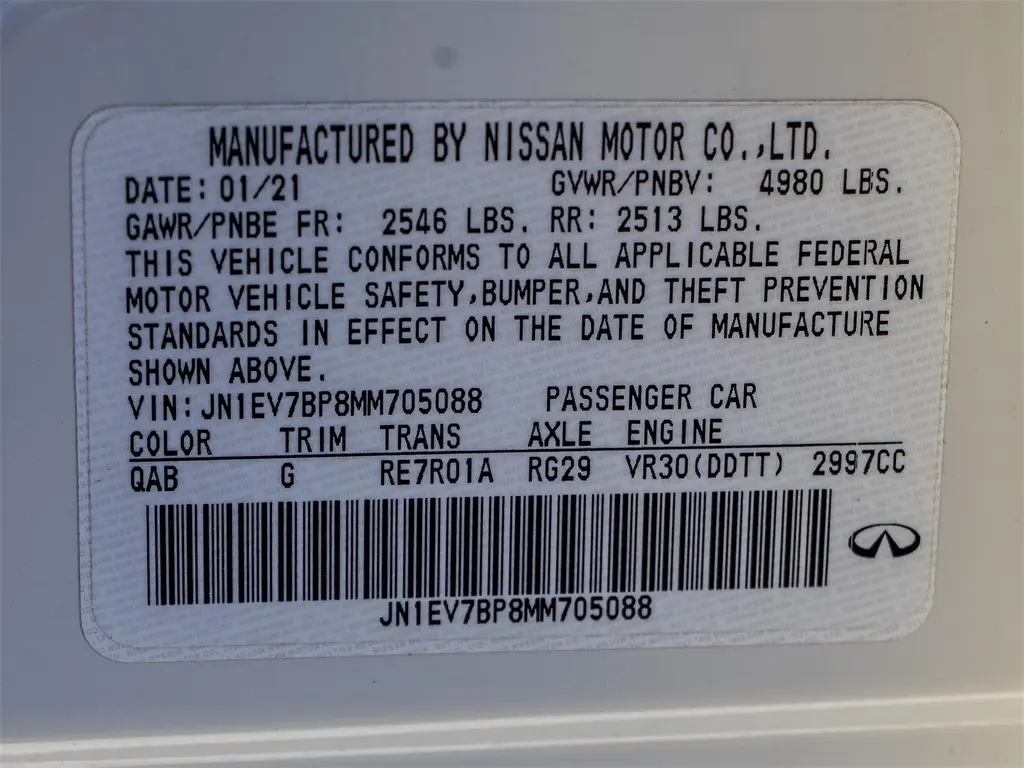 MANUFACTURED BY NISSAN MOTOR CO.,LTD.
DATE: 01/21 GVWR/PNBV: 4980 LBS.
GAWR/PNBE FR: 2546 LBS. RR: 2513 LBS.
THIS VEHICLE CONFORMS TO ALL APPLICABLE FEDERAL
MOTOR VEHICLE SAFETY,BUMPER,AND THEFT PREVENTION
STANDARDS IN EFFECT ON THE DATE OF MANUFACTURE
SHOWN ABOVE.
VIN:JN1EV7BP8MM705088 PASSENGER CAR
COLOR TRIM TRANS AXLE ENGINE
QAB G RE7R01A RG29 VR30(DDTT) 2997CC
JN1EV7BP8MM705088